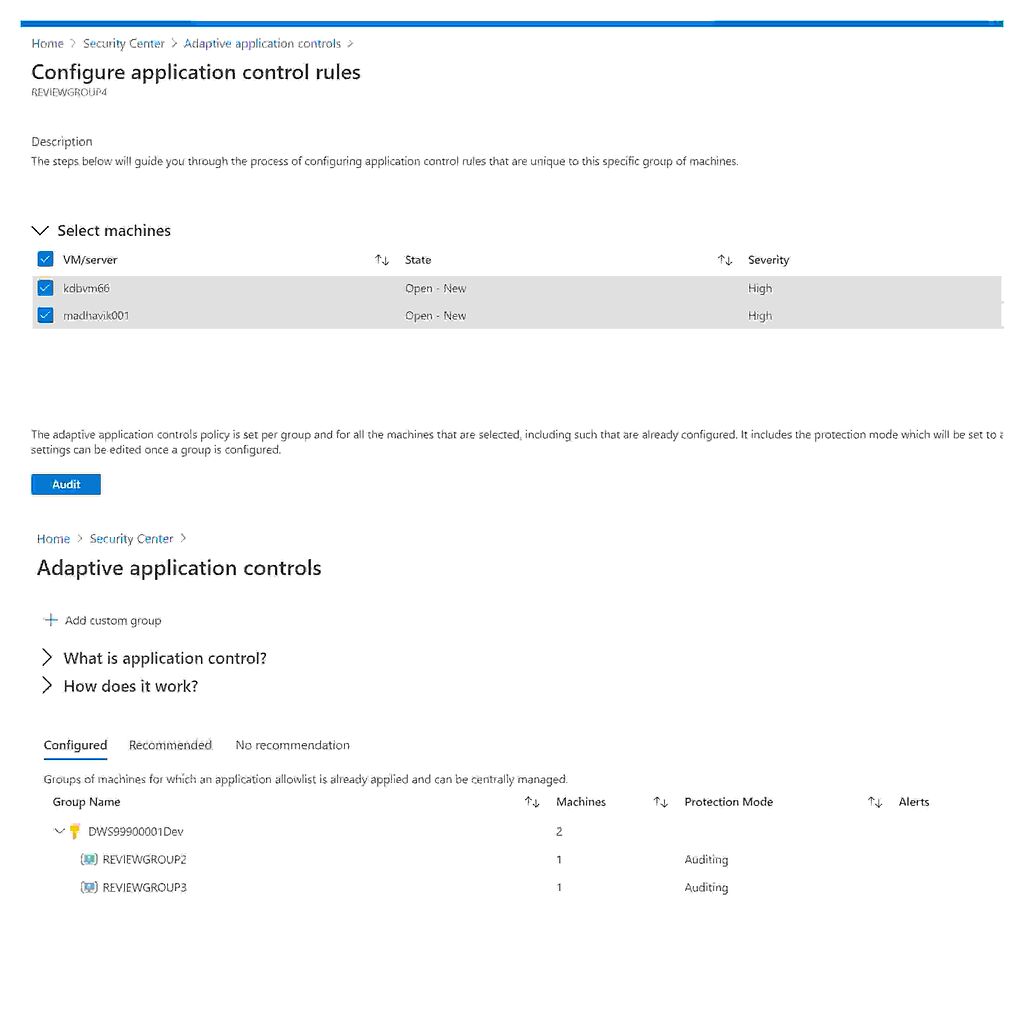 Home > Security Center > Adaptive application controls >
Configure application control rules
REVIEWGROUP4
Description
The steps below will guide you through the process of configuring application control rules that are unique to this specific group of machines.
Select machines
VM/server State Severity
kdbvm66 Open - New High
madhavik001 Open - New High
The adaptive application controls policy is set per group and for all the machines that are selected, including such that are already configured. It includes the protection mode which will be set to
settings can be edited once a group is configured.
Audit
Home > Security Center >
Adaptive application controls
+ Add custom group
> What is application control?
> How does it work?
Configured Recommended No recommendation
Groups of machines for which an application allowlist is already applied and can be centrally managed.
Group Name Machines Protection Mode Alerts
DWS99900001Dev 2
REVIEWGROUP2 1 Auditing
REVIEWGROUP3 1 Auditing